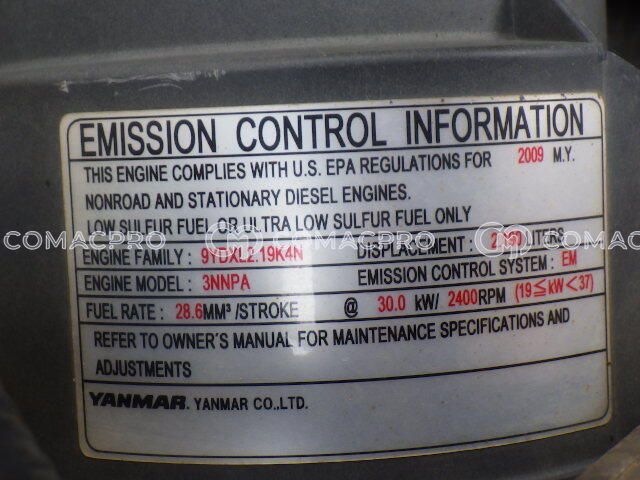 EMISSION CONTROL INFORMATION
THIS ENGINE COMPLIES WITH U.S. EPA REGULATIONS FOR 2009 M.Y.
NONROAD AND STATIONARY DIESEL ENGINES.
LOW SULFUR FUEL OR ULTRA LOW SULFUR FUEL ONLY
COMACPRO COMACPRO COMACPRO
ENGINE FAMILY : 9YDXL2.19K4N DISPLACEMENT : LITERS
ENGINE MODEL : 3NNPA EMISSION CONTROL SYSTEM : EM
FUEL RATE : 28.6MM³ /STROKE @ 30.0 kW/ 2400RPM (19≦kW<37)
REFER TO OWNER'S MANUAL FOR MAINTENANCE SPECIFICATIONS AND
ADJUSTMENTS
YANMAR. YANMAR CO.,LTD.